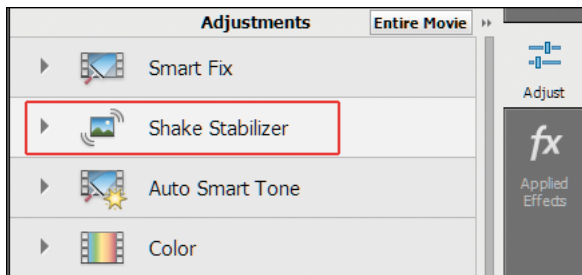 Adjustments
Entire Movie
Smart Fix
Shake Stabilizer
Auto Smart Tone
Color
Adjust
fx
Applied
Effects